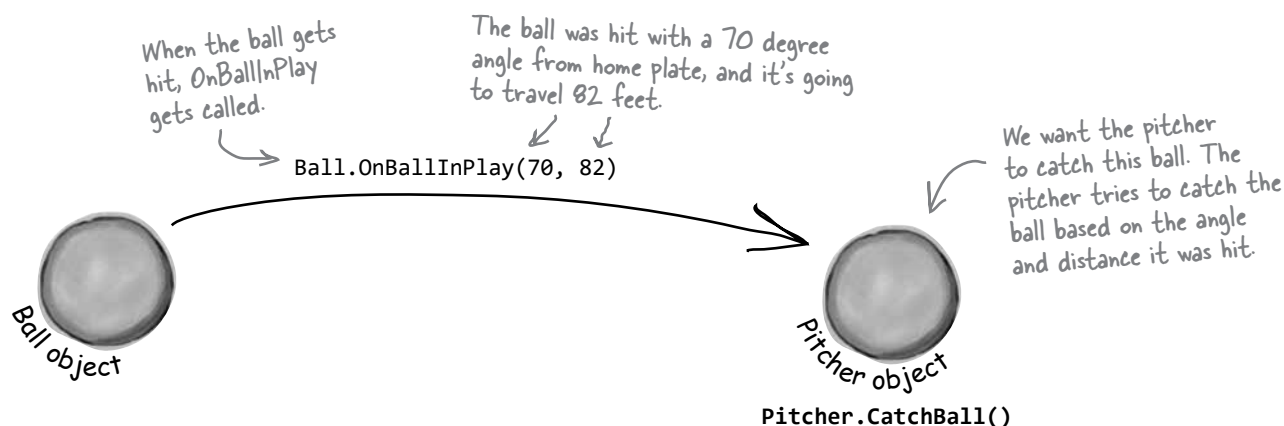 When the ball gets
hit, OnBallInPlay
gets called.
The ball was hit with a 70 degree
angle from home plate, and it's going
to travel 82 feet.
Ball.OnBallInPlay(70, 82)
We want the pitcher
to catch this ball. The
pitcher tries to catch the
ball based on the angle
and distance it was hit.
Ball object
Pitcher object
Pitcher.CatchBall()